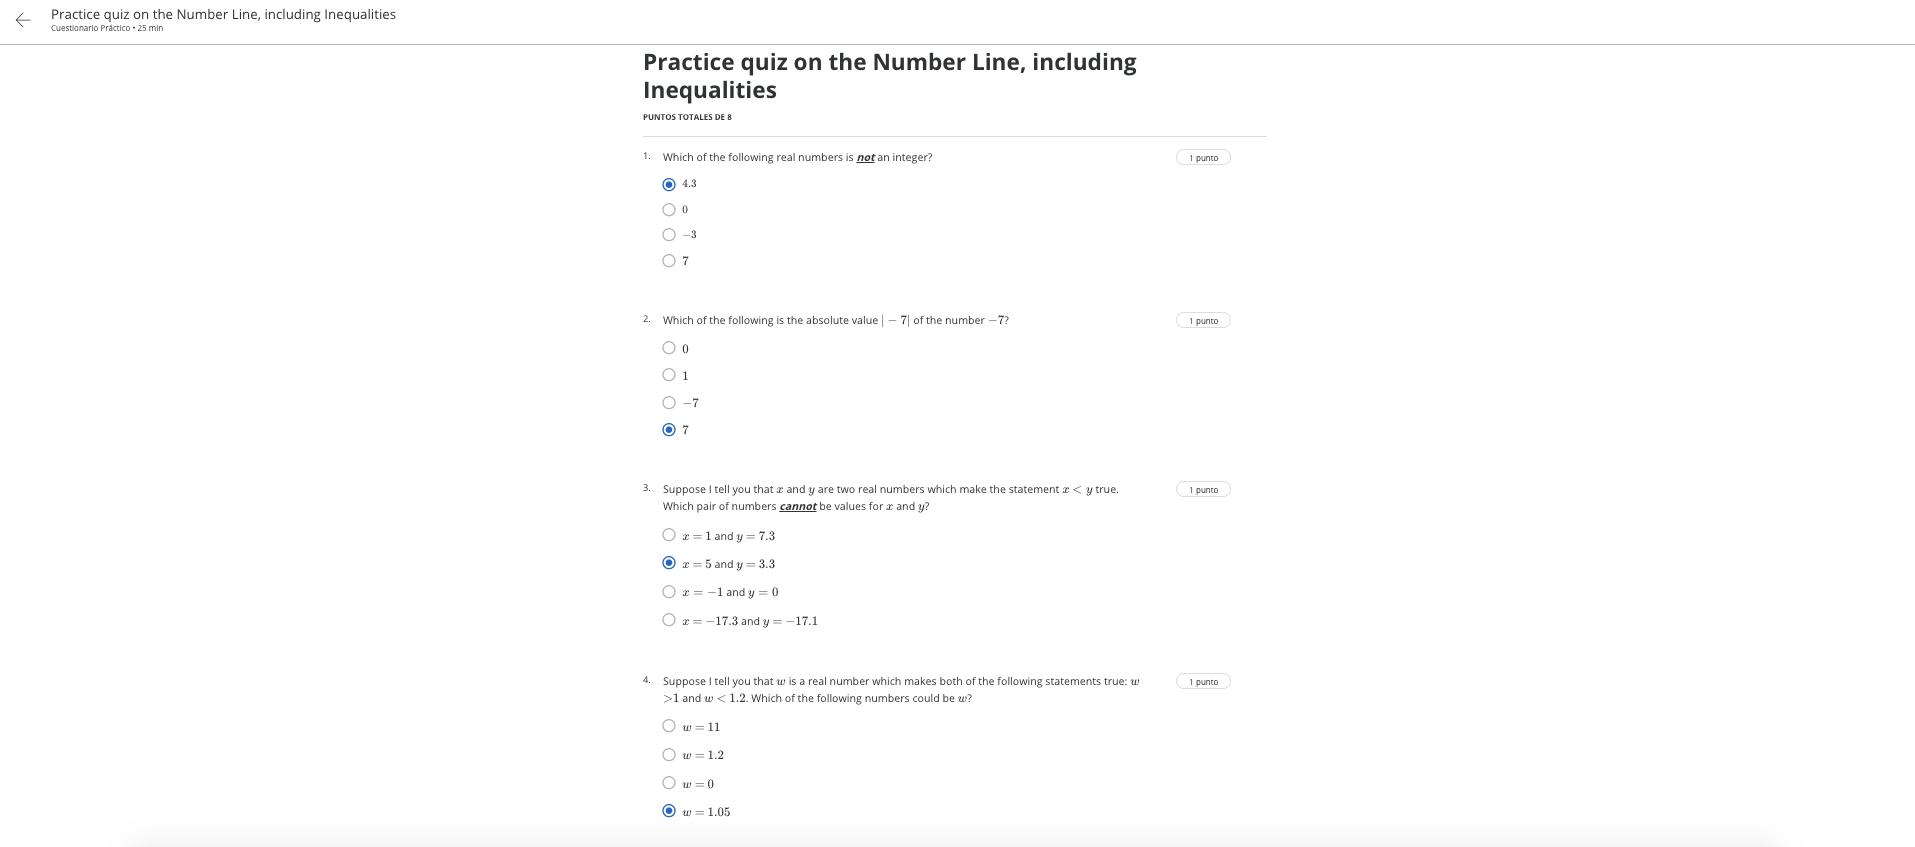 Practice quiz on the Number Line, including Inequalities
Cuestionario Práctico • 25 min
Practice quiz on the Number Line, including
Inequalities
PUNTOS TOTALES DE 8
1. Which of the following real numbers is not an integer? 1 punto
4.3
0
−3
7
2. Which of the following is the absolute value | − 7| of the number −7? 1 punto
0
1
−7
7
3. Suppose I tell you that x and y are two real numbers which make the statement x < y true. 1 punto
Which pair of numbers cannot be values for x and y?
x = 1 and y = 7.3
x = 5 and y = 3.3
x = −1 and y = 0
x = −17.3 and y = −17.1
4. Suppose I tell you that w is a real number which makes both of the following statements true: w 1 punto
>1 and w < 1.2. Which of the following numbers could be w?
w = 11
w = 1.2
w = 0
w = 1.05